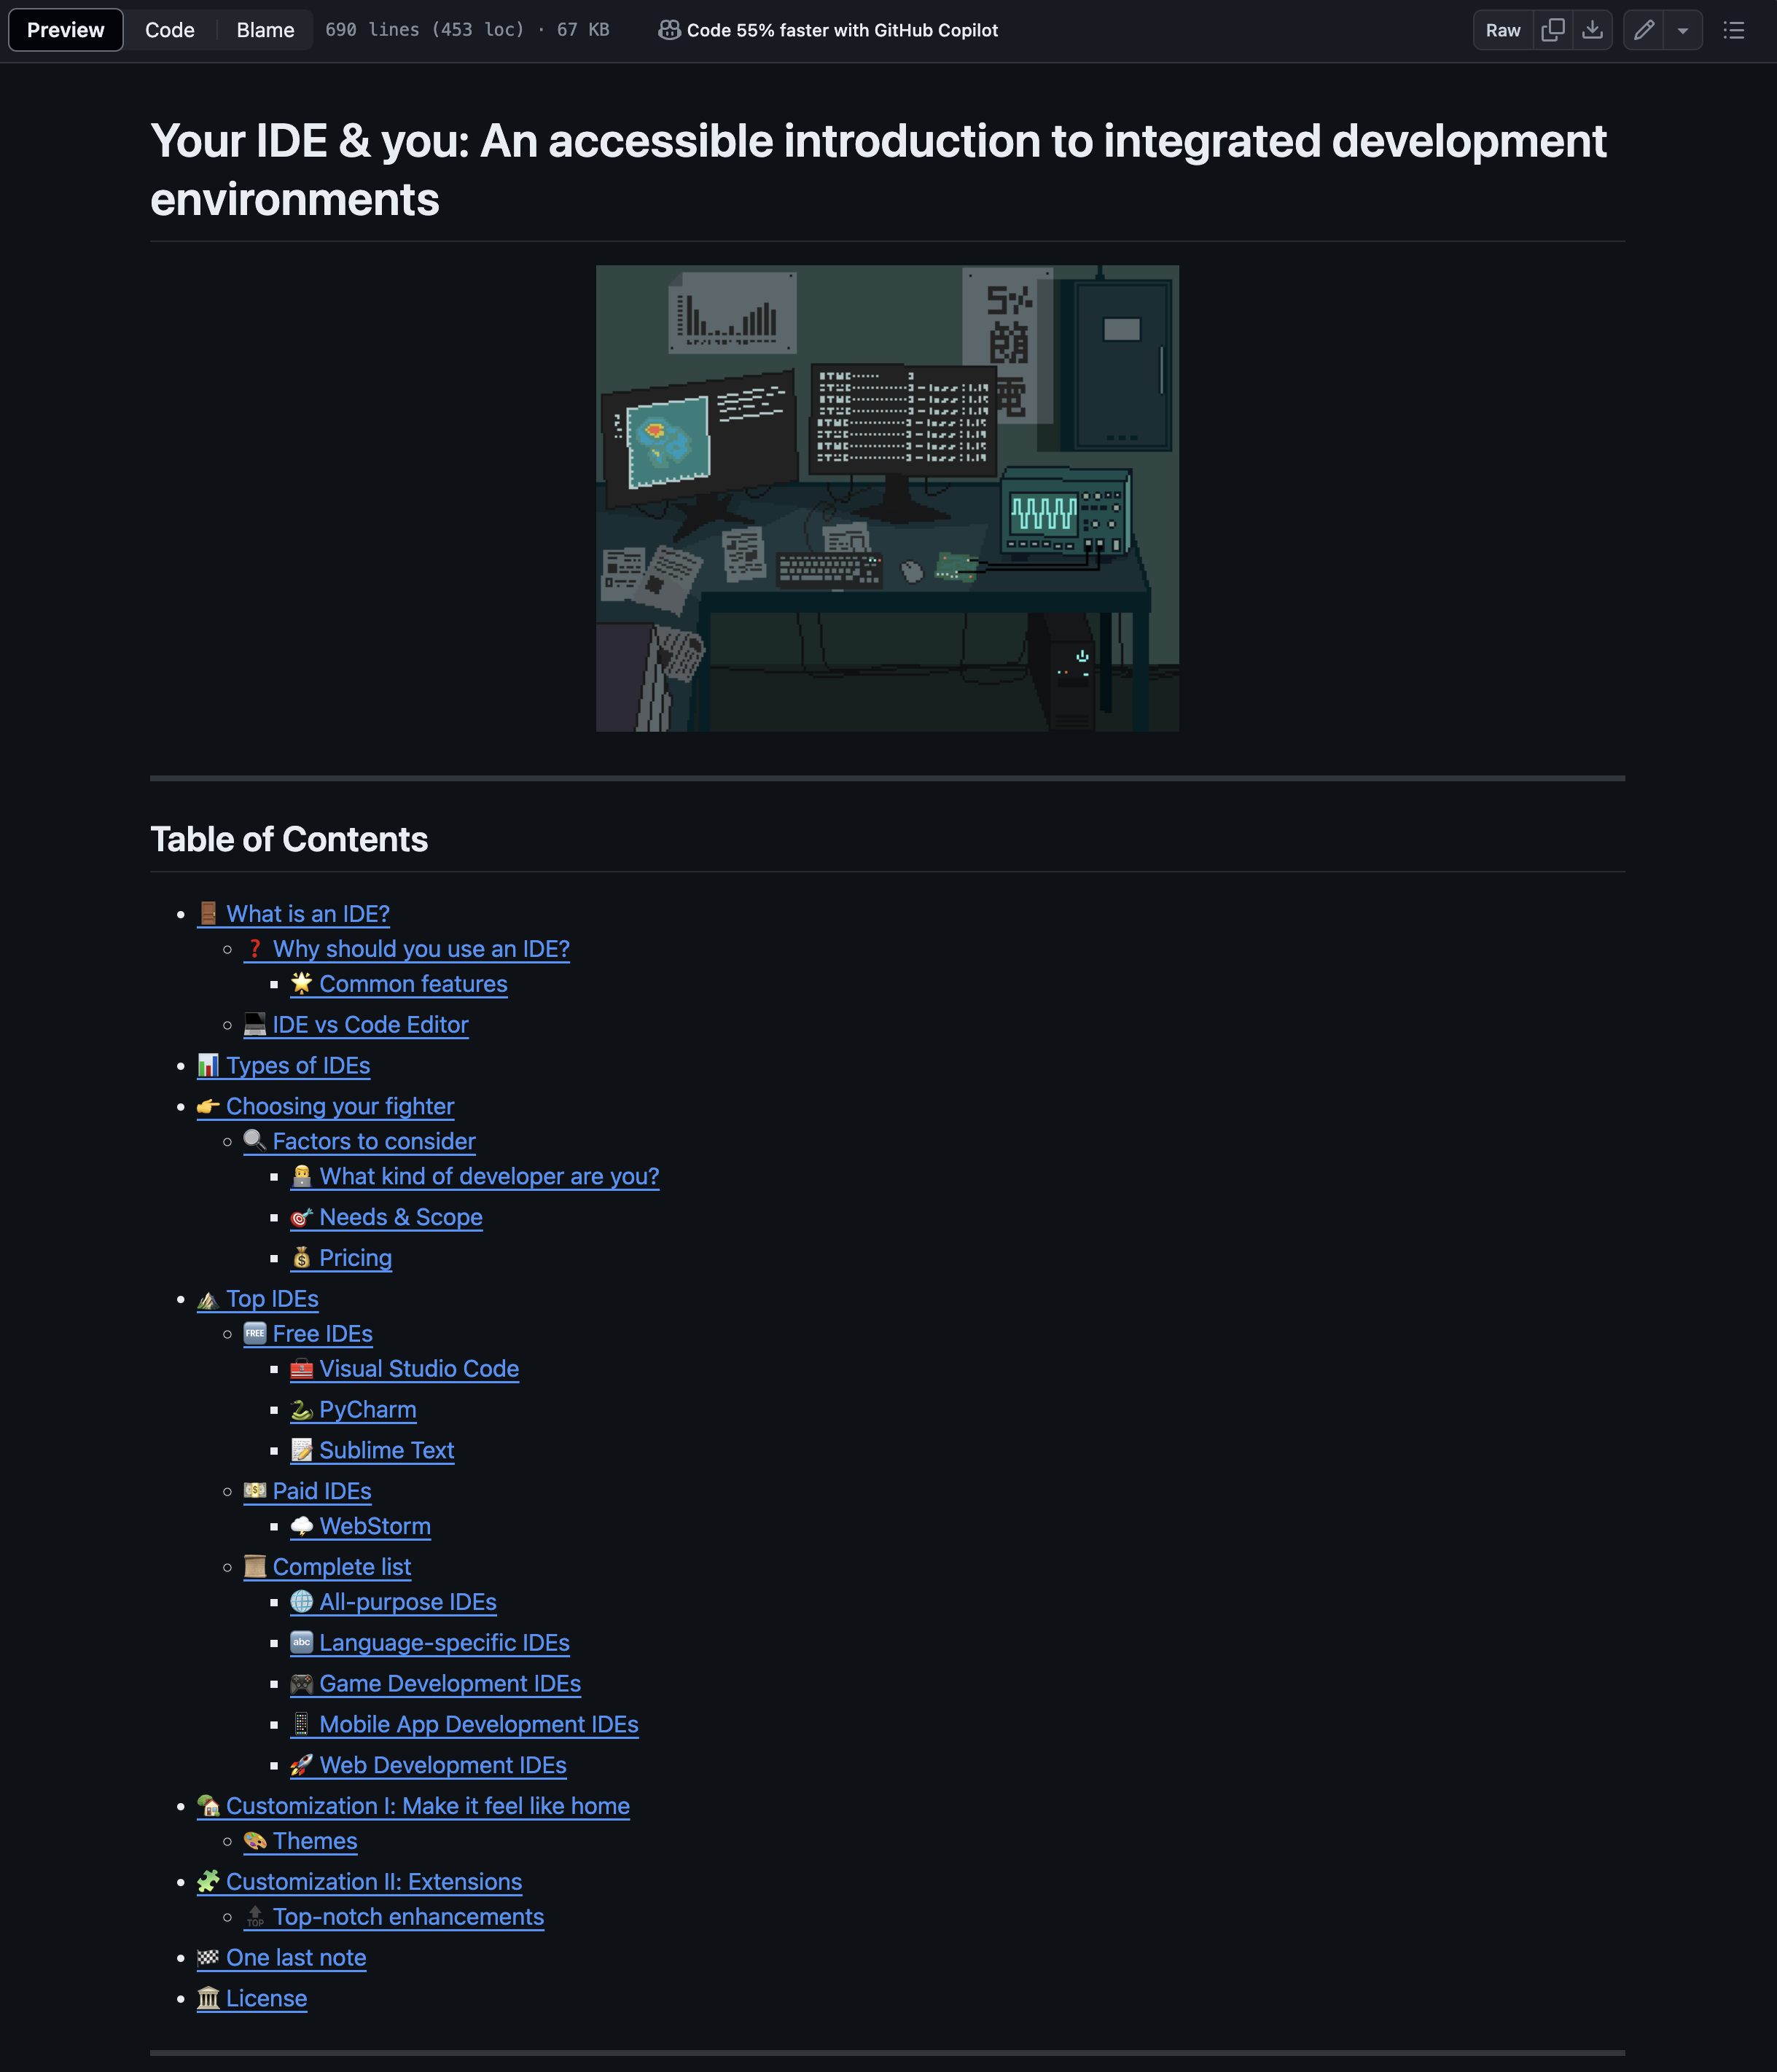 Preview Code Blame 690 lines (453 loc) · 67 KB Code 55% faster with GitHub Copilot Raw
Your IDE & you: An accessible introduction to integrated development
environments
5%
Table of Contents
What is an IDE?
❓ Why should you use an IDE?
🌟 Common features
💻 IDE vs Code Editor
📊 Types of IDEs
👉 Choosing your fighter
🔍 Factors to consider
What kind of developer are you?
🎯 Needs & Scope
💰 Pricing
Top IDEs
FREE Free IDEs
Visual Studio Code
PyCharm
Sublime Text
Paid IDEs
WebStorm
Complete list
All-purpose IDEs
abc Language-specific IDEs
Game Development IDEs
Mobile App Development IDEs
Web Development IDEs
Customization I: Make it feel like home
Themes
Customization II: Extensions
TOP Top-notch enhancements
One last note
License